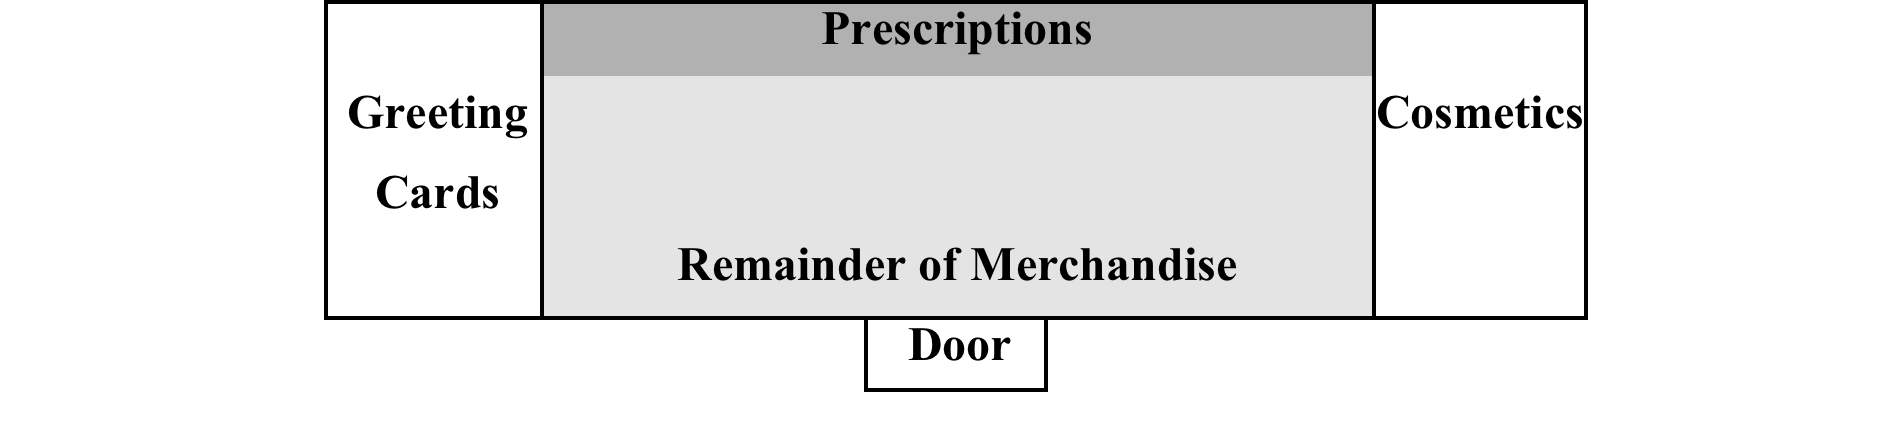 Prescriptions
Greeting
Cards
Cosmetics
Remainder of Merchandise
Door